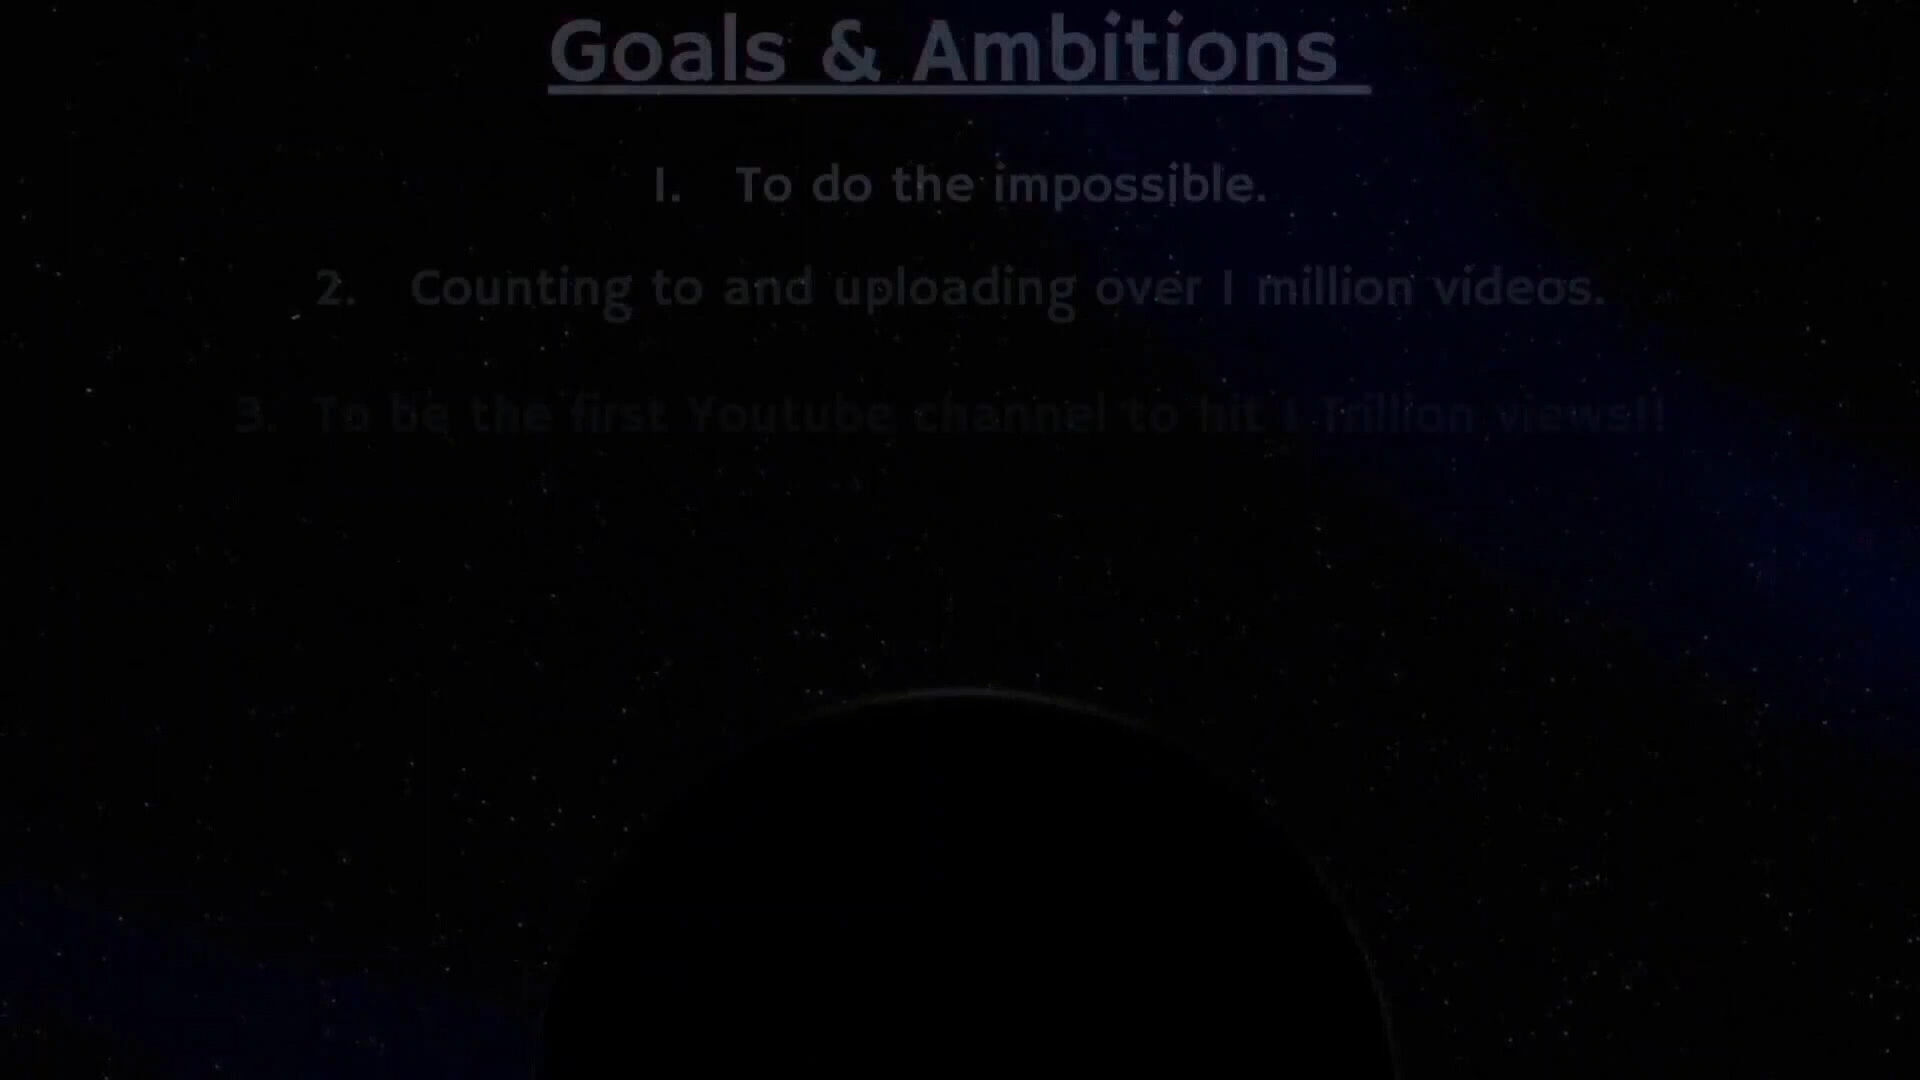 Goals & Ambitions
1. To do the impossible.
2. Counting to and uploading over 1 million videos.
3. To be the first Youtube channel to hit 1 Trillion views!!